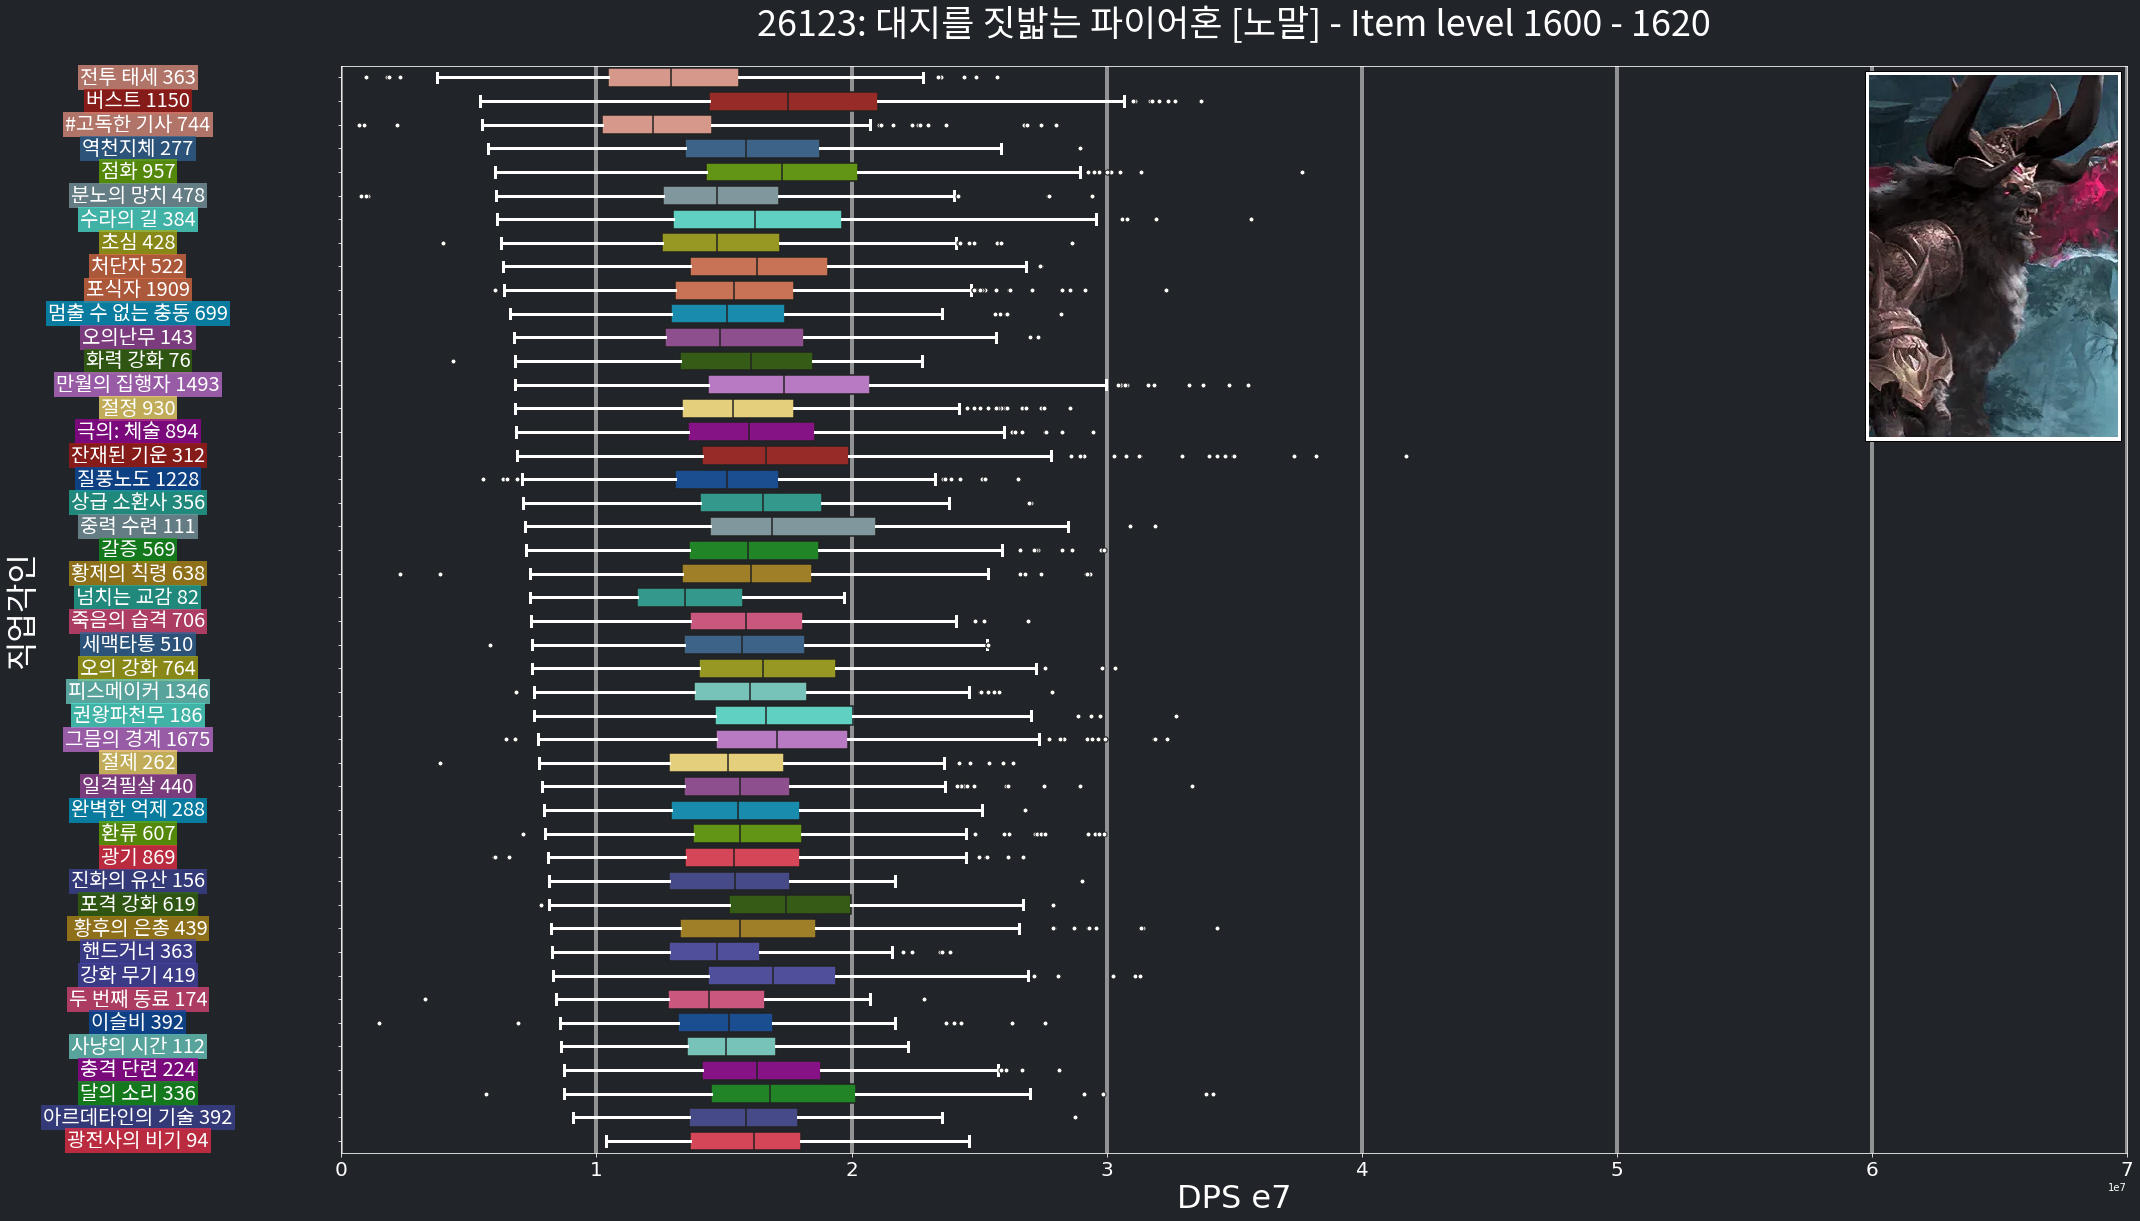 26123: 대지를 짓밟는 파이어혼 [노말] - Item level 1600 - 1620
전투 태세 363
버스트 1150
#고독한 기사 744
역천지체 277
점화 957
분노의 망치 478
수라의 길 384
초심 428
처단자 522
포식자 1909
멈출 수 없는 충동 699
오의난무 143
화력 강화 76
만월의 집행자 1493
절정 930
극의: 체술 894
잔재된 기운 312
질풍노도 1228
상급 소환사 356
중력 수련 111
갈증 569
황제의 칙령 638
넘치는 교감 82
죽음의 습격 706
세맥타통 510
오의 강화 764
피스메이커 1346
권왕파천무 186
그믐의 경계 1675
절제 262
일격필살 440
완벽한 억제 288
환류 607
광기 869
진화의 유산 156
포격 강화 619
황후의 은총 439
핸드거너 363
강화 무기 419
두 번째 동료 174
이슬비 392
사냥의 시간 112
충격 단련 224
달의 소리 336
아르데타인의 기술 392
광전사의 비기 94
직업각인
0 1 2 3 4 5 6 7
1e7
DPS e7